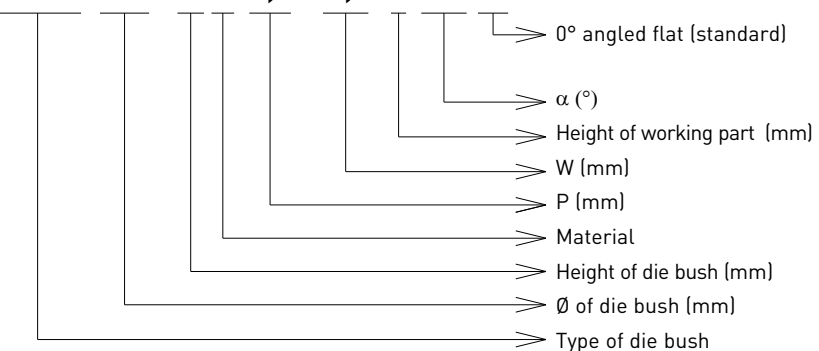 0° angled flat (standard)
α (°)
Height of working part (mm)
W (mm)
P (mm)
Material
Height of die bush (mm)
Ø of die bush (mm)
Type of die bush